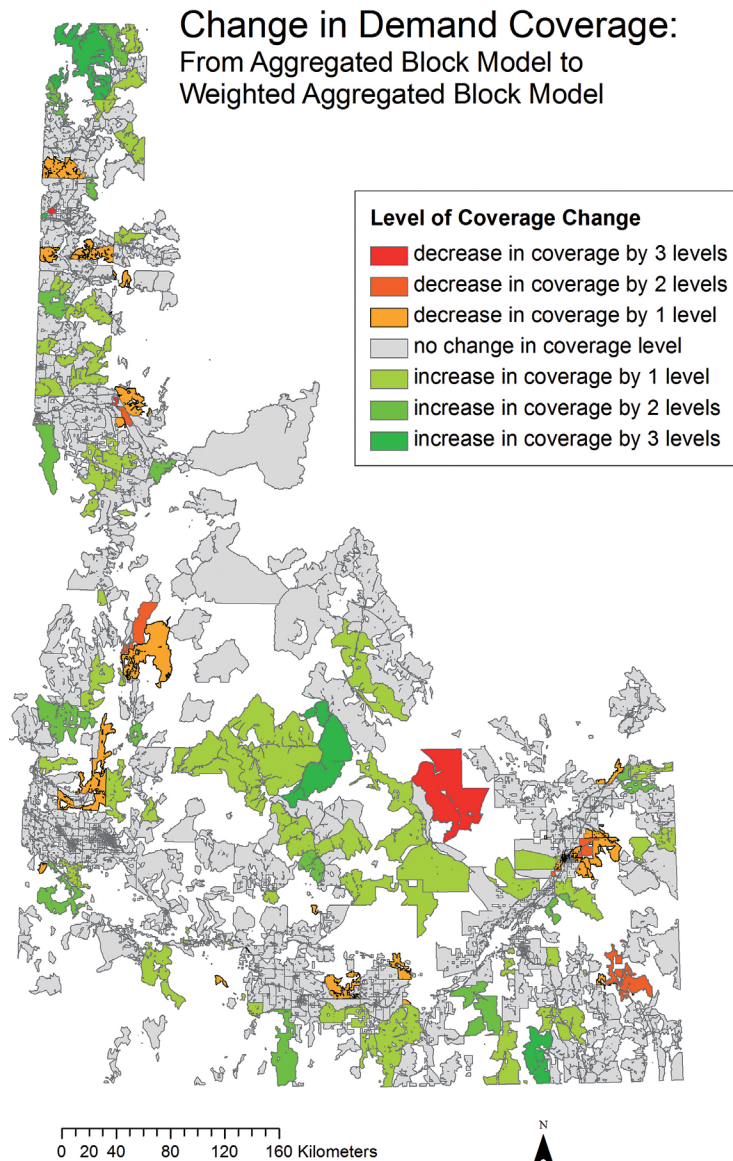 Change in Demand Coverage:
From Aggregated Block Model to
Weighted Aggregated Block Model
Level of Coverage Change
decrease in coverage by 3 levels
decrease in coverage by 2 levels
decrease in coverage by 1 level
no change in coverage level
increase in coverage by 1 level
increase in coverage by 2 levels
increase in coverage by 3 levels
0 20 40 80 120 160 Kilometers
N